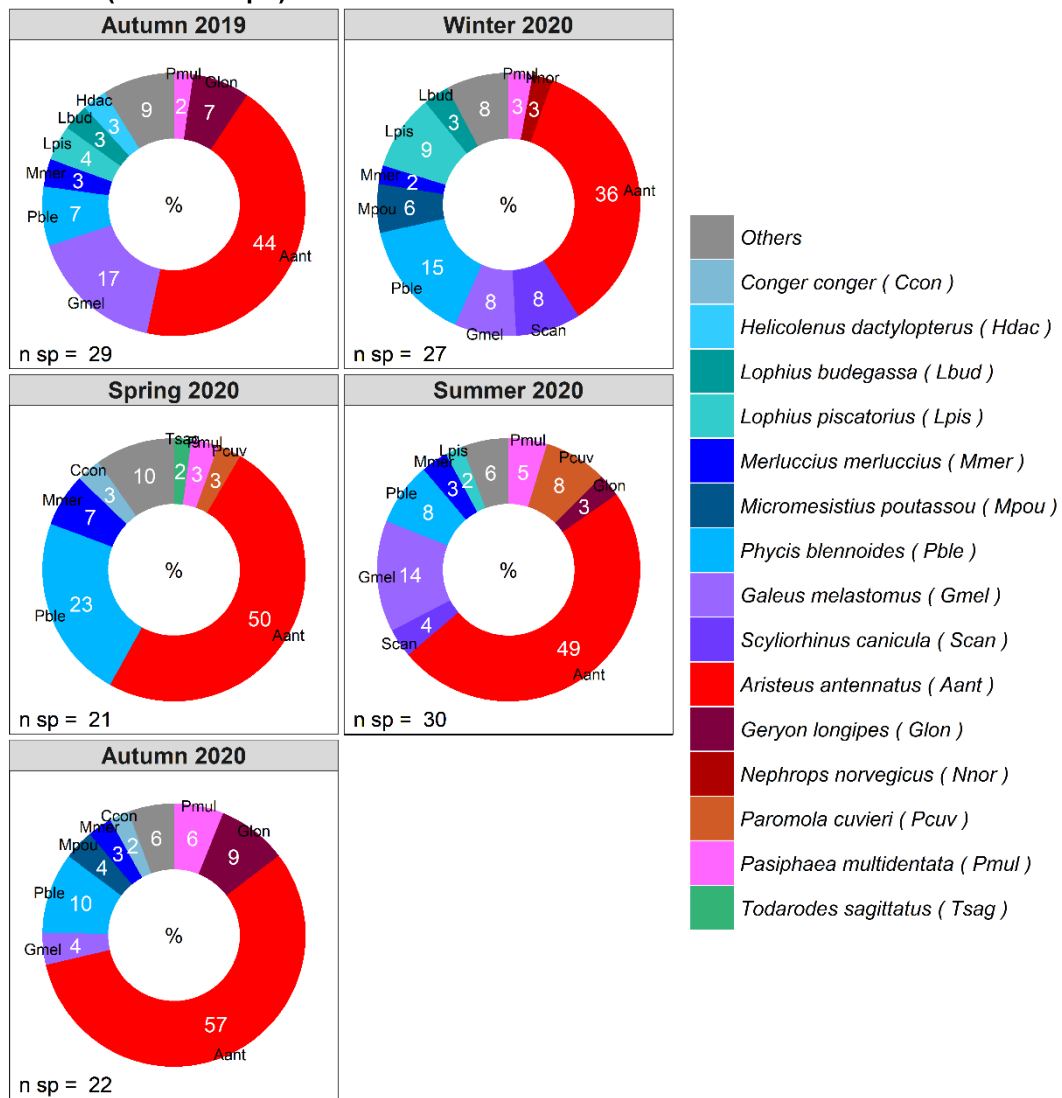 Autumn 2019
Pmul
Glon
Hdac
2
9
7
Lbud
3
3
Lpis
4
Mmer
3
Pble
7
%
44
Aant
17
Gmel
n sp = 29
Winter 2020
Pmul
Nnor
Lbud
8
3
3
3
Lpis
9
Mmer
2
36
Aant
Mpou
6
%
15
Pble
8
8
Gmel
Scan
n sp = 27
Spring 2020
Tsag
Pmul
Pcuv
Ccon
10
2
3
3
3
Mmer
7
%
23
Pble
50
Aant
n sp = 21
Summer 2020
Pmul
Lpis
Pcuv
Mmer
6
5
8
Glon
Pble
3
2
3
8
%
Gmel
14
4
Scan
49
Aant
n sp = 30
Autumn 2020
Pmul
Ccon
Glon
Mmer
6
6
Mpou
2
3
9
4
Pble
10
%
Gmel
4
57
Aant
n sp = 22
Others
Conger conger ( Ccon )
Helicolenus dactylopterus ( Hdac )
Lophius budegassa ( Lbud )
Lophius piscatorius ( Lpis )
Merluccius merluccius ( Mmer )
Micromesistius poutassou ( Mpou )
Phycis blennoides ( Pble )
Galeus melastomus ( Gmel )
Scyliorhinus canicula ( Scan )
Aristeus antennatus ( Aant )
Geryon longipes ( Glon )
Nephrops norvegicus ( Nnor )
Paromola cuvieri ( Pcuv )
Pasiphaea multidentata ( Pmul )
Todarodes sagittatus ( Tsag )